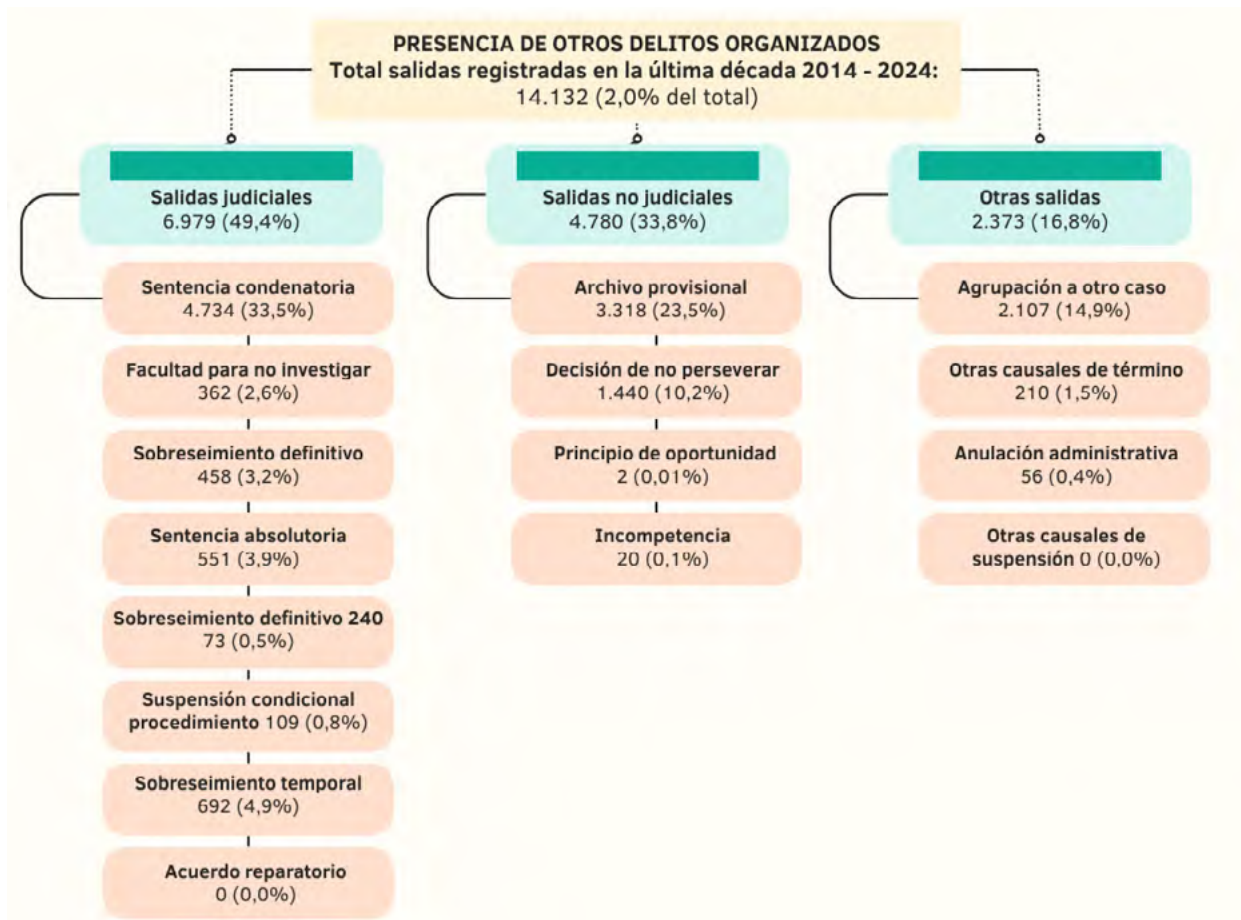 PRESENCIA DE OTROS DELITOS ORGANIZADOS
Total salidas registradas en la última década 2014 - 2024:
14.132 (2,0% del total)
Salidas judiciales
6.979 (49,4%)
Sentencia condenatoria
4.734 (33,5%)
Facultad para no investigar
362 (2,6%)
Sobreseimiento definitivo
458 (3,2%)
Sentencia absolutoria
551 (3,9%)
Sobreseimiento definitivo 240
73 (0,5%)
Suspensión condicional
procedimiento 109 (0,8%)
Sobreseimiento temporal
692 (4,9%)
Acuerdo reparatorio
0 (0,0%)
Salidas no judiciales
4.780 (33,8%)
Archivo provisional
3.318 (23,5%)
Decisión de no perseverar
1.440 (10,2%)
Principio de oportunidad
2 (0,01%)
Incompetencia
20 (0,1%)
Otras salidas
2.373 (16,8%)
Agrupación a otro caso
2.107 (14,9%)
Otras causales de término
210 (1,5%)
Anulación administrativa
56 (0,4%)
Otras causales de
suspensión 0 (0,0%)